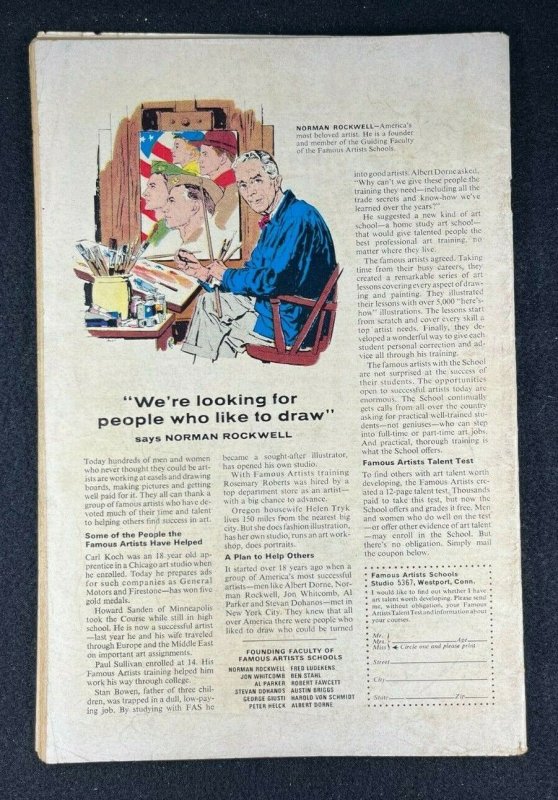 NORMAN ROCKWELL—America's
most beloved artist. He is a founder
and member of the Guiding Faculty
of the Famous Artists Schools.
"We're looking for
people who like to draw"
says NORMAN ROCKWELL
Today hundreds of men and women
who never thought they could be art-
ists are working at easels and drawing
boards, making pictures and getting
well paid for it. They all can thank a
group of famous artists who have de-
voted much of their time and talent
to helping others find success in art.
Some of the People the
Famous Artists Have Helped
Carl Koch was an 18 year old ap-
prentice in a Chicago art studio when
he enrolled. Today he prepares ads
for such companies as General
Motors and Firestone—has won five
gold medals.
Howard Sanden of Minneapolis
took the Course while still in high
school. He is now a successful artist
—last year he and his wife traveled
through Europe and the Middle East
on important art assignments.
Paul Sullivan enrolled at 14. His
Famous Artists training helped him
work his way through college.
Stan Bowen, father of three chil-
dren, was trapped in a dull, low-pay-
ing job. By studying with FAS he
became a sought-after illustrator,
has opened his own studio.
With Famous Artists training
Rosemary Roberts was hired by a
top department store as an artist—
with a big chance to advance.
Oregon housewife Helen Tryk
lives 150 miles from the nearest big
city. But she does fashion illustration,
has her own studio, runs an art work-
shop, does portraits.
A Plan to Help Others
It started over 18 years ago when a
group of America's most successful
artists—men like Albert Dorne, Nor-
man Rockwell, Jon Whitcomb, Al
Parker and Stevan Dohanos—met in
New York City. They knew that all
over America there were people who
liked to draw who could be turned
FOUNDING FACULTY OF
FAMOUS ARTISTS SCHOOLS
NORMAN ROCKWELL FRED LUDEKENS
JON WHITCOMB BEN STAHL
AL PARKER ROBERT FAWCETT
STEVAN DOHANOS AUSTIN BRIGGS
GEORGE GIUSTI HAROLD VON SCHMIDT
PETER HELCK ALBERT DORNE
into good artists. Albert Dorne asked,
"Why can't we give these people the
training they need—including all the
trade secrets and know-how we've
learned over the years?"
He suggested a new kind of art
school—a home study art school—
that would give talented people the
best professional art training, no
matter where they live.
The famous artists agreed. Taking
time from their busy careers, they
created a remarkable series of art
lessons covering every aspect of draw-
ing and painting. They illustrated
their lessons with over 5,000 "here's-
how" illustrations. The lessons start
from scratch and cover every skill a
top artist needs. Finally, they de-
veloped a wonderful way to give each
student personal correction and ad-
vice all through his training.
The famous artists with the School
are not surprised at the success of
their students. The opportunities
open to successful artists today are
enormous. The School continually
gets calls from all over the country
asking for practical well-trained stu-
dents—not geniuses—who can step
into full-time or part-time art jobs.
And practical, thorough training is
what the School offers.
Famous Artists Talent Test
To find others with art talent worth
developing, the Famous Artists cre-
ated a 12-page talent test. Thousands
paid to take this test, but now the
School offers and grades it free. Men
and women who do well on the test
—or offer other evidence of art talent
—may enroll in the School. But
there's no obligation. Simply mail
the coupon below.
Famous Artists Schools
Studio 5367, Westport, Conn.
I would like to find out whether I have
art talent worth developing. Please send
me, without obligation, your Famous
Artists Talent Test and information about
your courses.
Mr.
Mrs. Age
Miss Circle one and please print
Street
City
State Zip